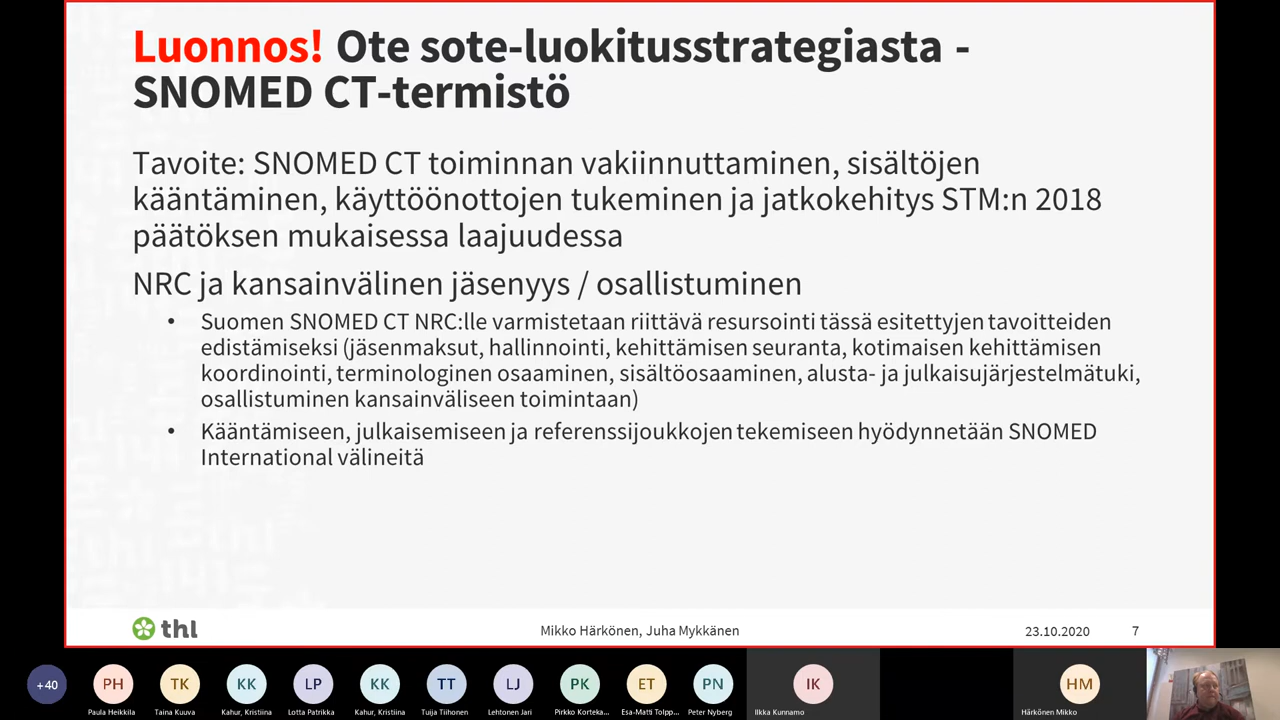 Luonnos! Ote sote-luokitusstrategiasta -
SNOMED CT-termistö
Tavoite: SNOMED CT toiminnan vakiinnuttaminen, sisältöjen
kääntäminen, käyttöönottojen tukeminen ja jatkokehitys STM:n 2018
päätöksen mukaisessa laajuudessa
NRC ja kansainvälinen jäsenyys / osallistuminen
• Suomen SNOMED CT NRC:lle varmistetaan riittävä resursointi tässä esitettyjen tavoitteiden
edistämiseksi (jäsenmaksut, hallinnointi, kehittämisen seuranta, kotimaisen kehittämisen
koordinointi, terminologinen osaaminen, sisältöosaaminen, alusta- ja julkaisujärjestelmätuki,
osallistuminen kansainväliseen toimintaan)
• Kääntämiseen, julkaisemiseen ja referenssijoukkojen tekemiseen hyödynnetään SNOMED
International välineitä
thl
Mikko Härkönen, Juha Mykkänen
23.10.2020
7
+40 PH TK KK LP KK TT LJ PK ET PN IK HM
Paula Heikkila Taina Kuuva Kahur, Kristiina Lotta Patrikka Kahur, Kristiina Tuija Tiihonen Lehtonen Jari Pirkko Korteka... Esa-Matti Tolpp... Peter Nyberg Ilkka Kunnamo Härkönen Mikko